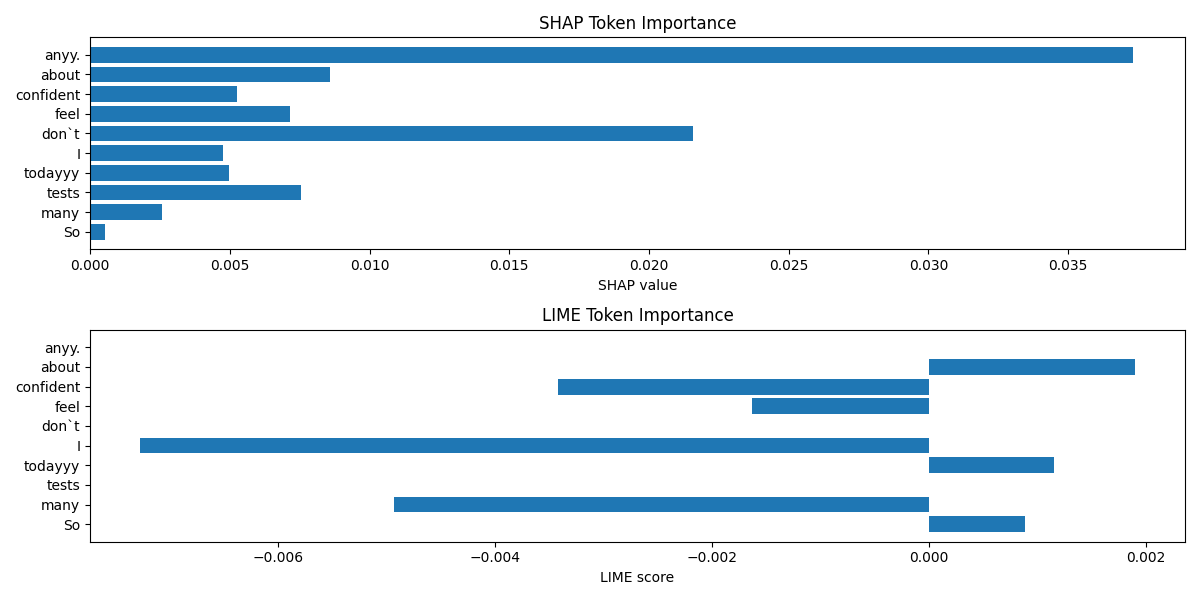 SHAP Token Importance
anyy.
about
confident
feel
don`t
I
todayyy
tests
many
So
0.000 0.005 0.010 0.015 0.020 0.025 0.030 0.035
SHAP value
LIME Token Importance
anyy.
about
confident
feel
don`t
I
todayyy
tests
many
So
−0.006 −0.004 −0.002 0.000 0.002
LIME score